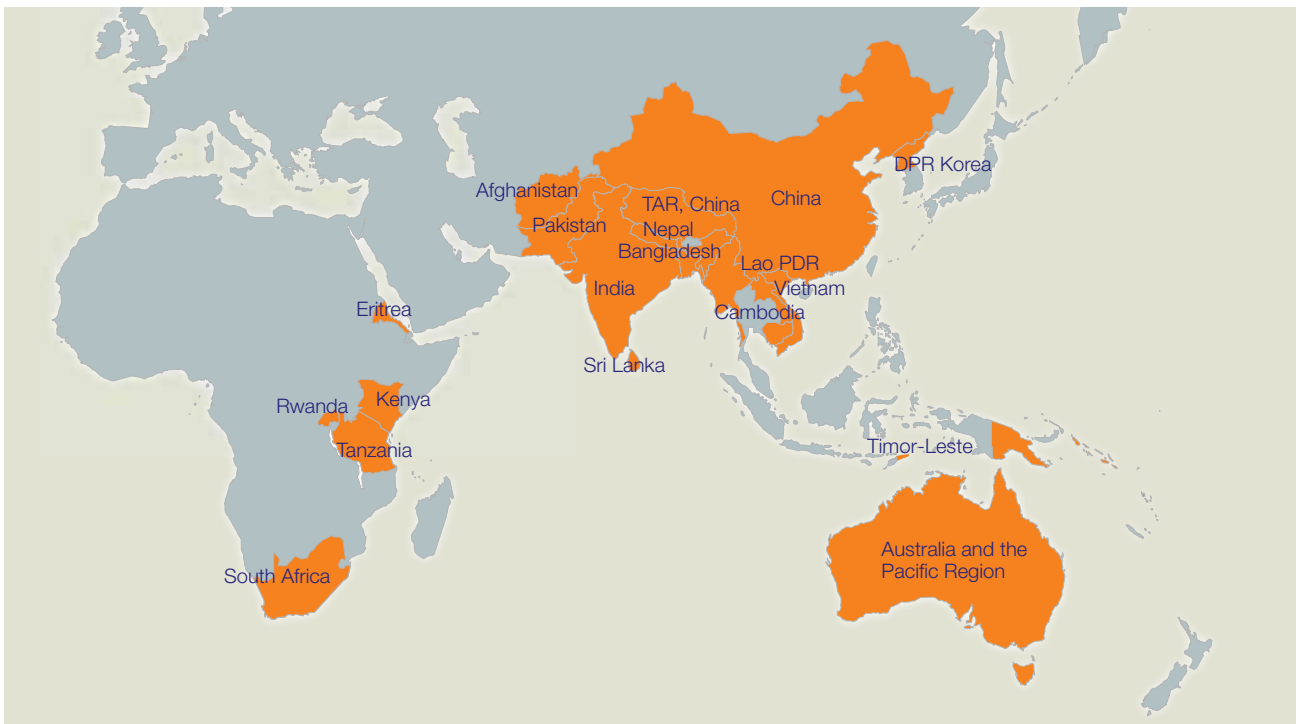 DPR Korea
Afghanistan
TAR, China
China
Pakistan
Nepal
Bangladesh
Lao PDR
India
Vietnam
Eritrea
Cambodia
Sri Lanka
Kenya
Rwanda
Tanzania
Timor-Leste
Australia and the
Pacific Region
South Africa